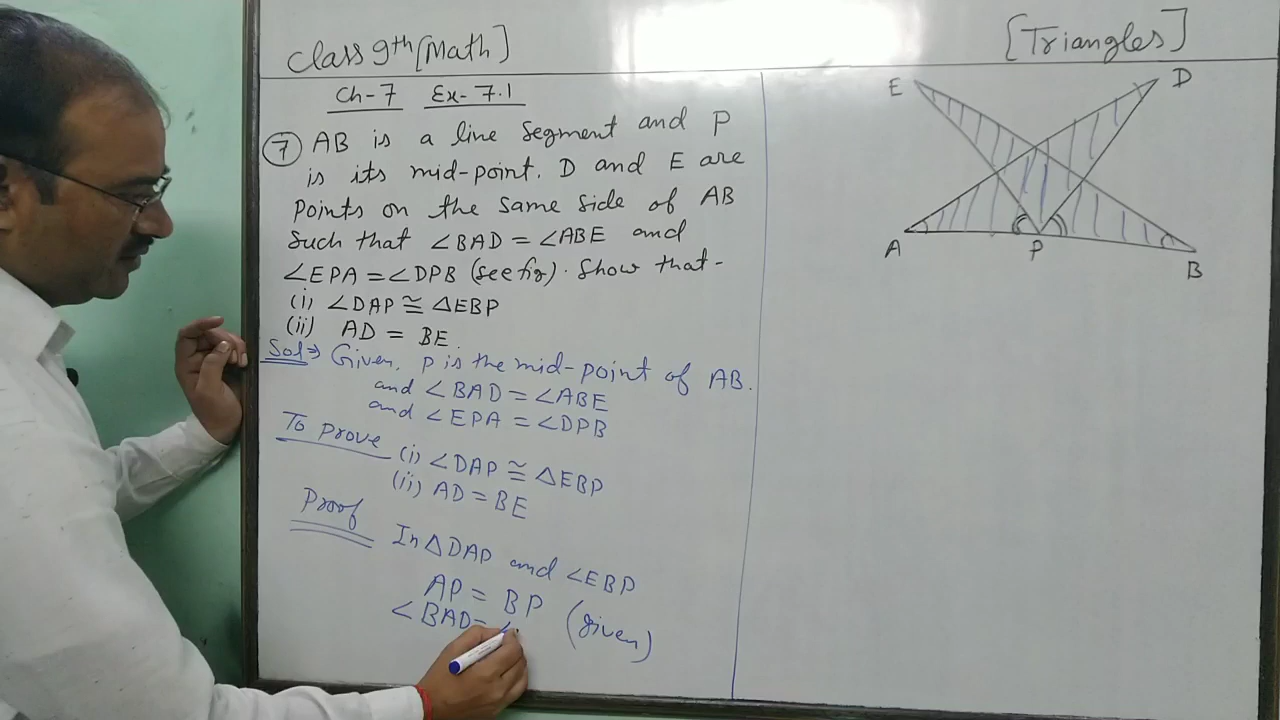 Class 9th [Math]
[Triangles]
Ch-7 Ex-7.1
7 AB is a line segment and P
is its mid-point. D and E are
Points on the same side of AB
Such that ∠BAD = ∠ABE and
∠EPA = ∠DPB (see fig). Show that-
(i) ∠DAP ≅ △EBP
(ii) AD = BE.
Sol⇒ Given, P is the mid-point of AB.
and ∠BAD = ∠ABE
and ∠EPA = ∠DPB
To prove (i) ∠DAP ≅ △EBP
(ii) AD = BE
Proof In △DAP and ∠EBP
AP = BP (given)
∠BAD = ∠
E
D
A
P
B